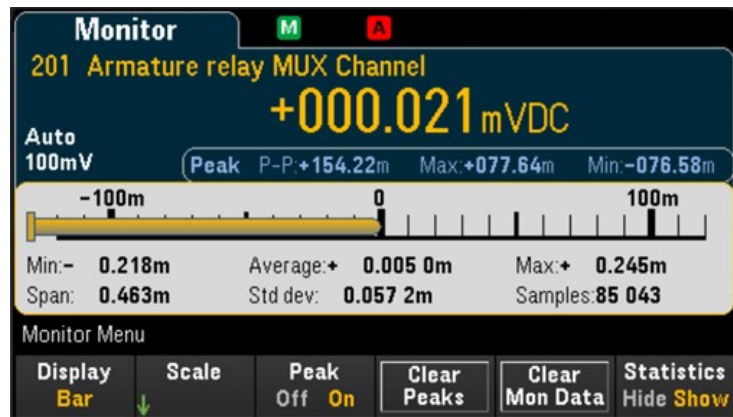 Monitor M A
201 Armature relay MUX Channel
+000.021 mVDC
Auto
100mV
Peak P-P:+154.22m Max:+077.64m Min:-076.58m
-100m 0 100m
Min:- 0.218m Average:+ 0.005 0m Max:+ 0.245m
Span: 0.463m Std dev: 0.057 2m Samples:85 043
Monitor Menu
Display Scale Peak Clear Clear Statistics
Bar Off On Peaks Mon Data Hide Show